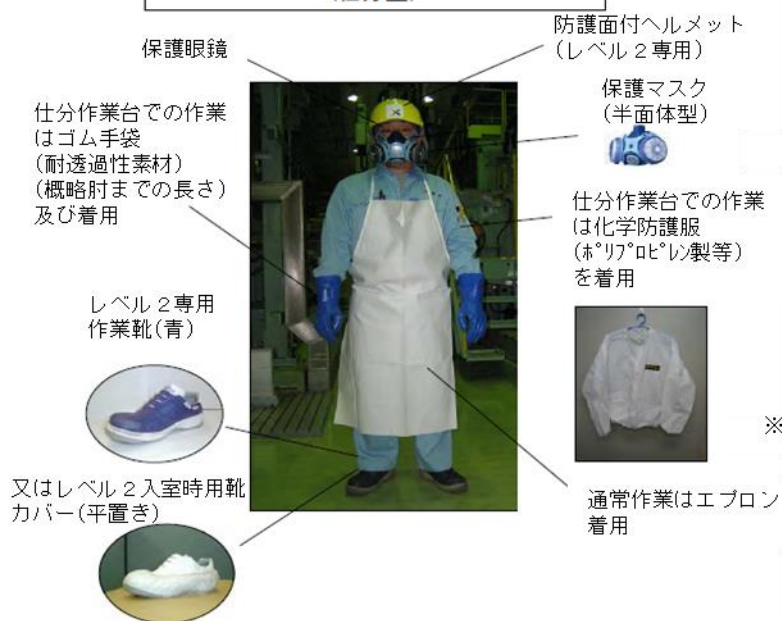 防護面付ヘルメット
(レベル２専用)
保護眼鏡
保護マスク
(半面体型)
仕分作業台での作業
はゴム手袋
(耐透過性素材)
(概略肘までの長さ)
及び着用
仕分作業台での作業
は化学防護服
(ﾎﾟﾘﾌﾟﾛﾋﾟﾚﾝ製等)
を着用
レベル２専用
作業靴(青)
※
又はレベル２入室時用靴
カバー(平置き)
通常作業はエプロン
着用